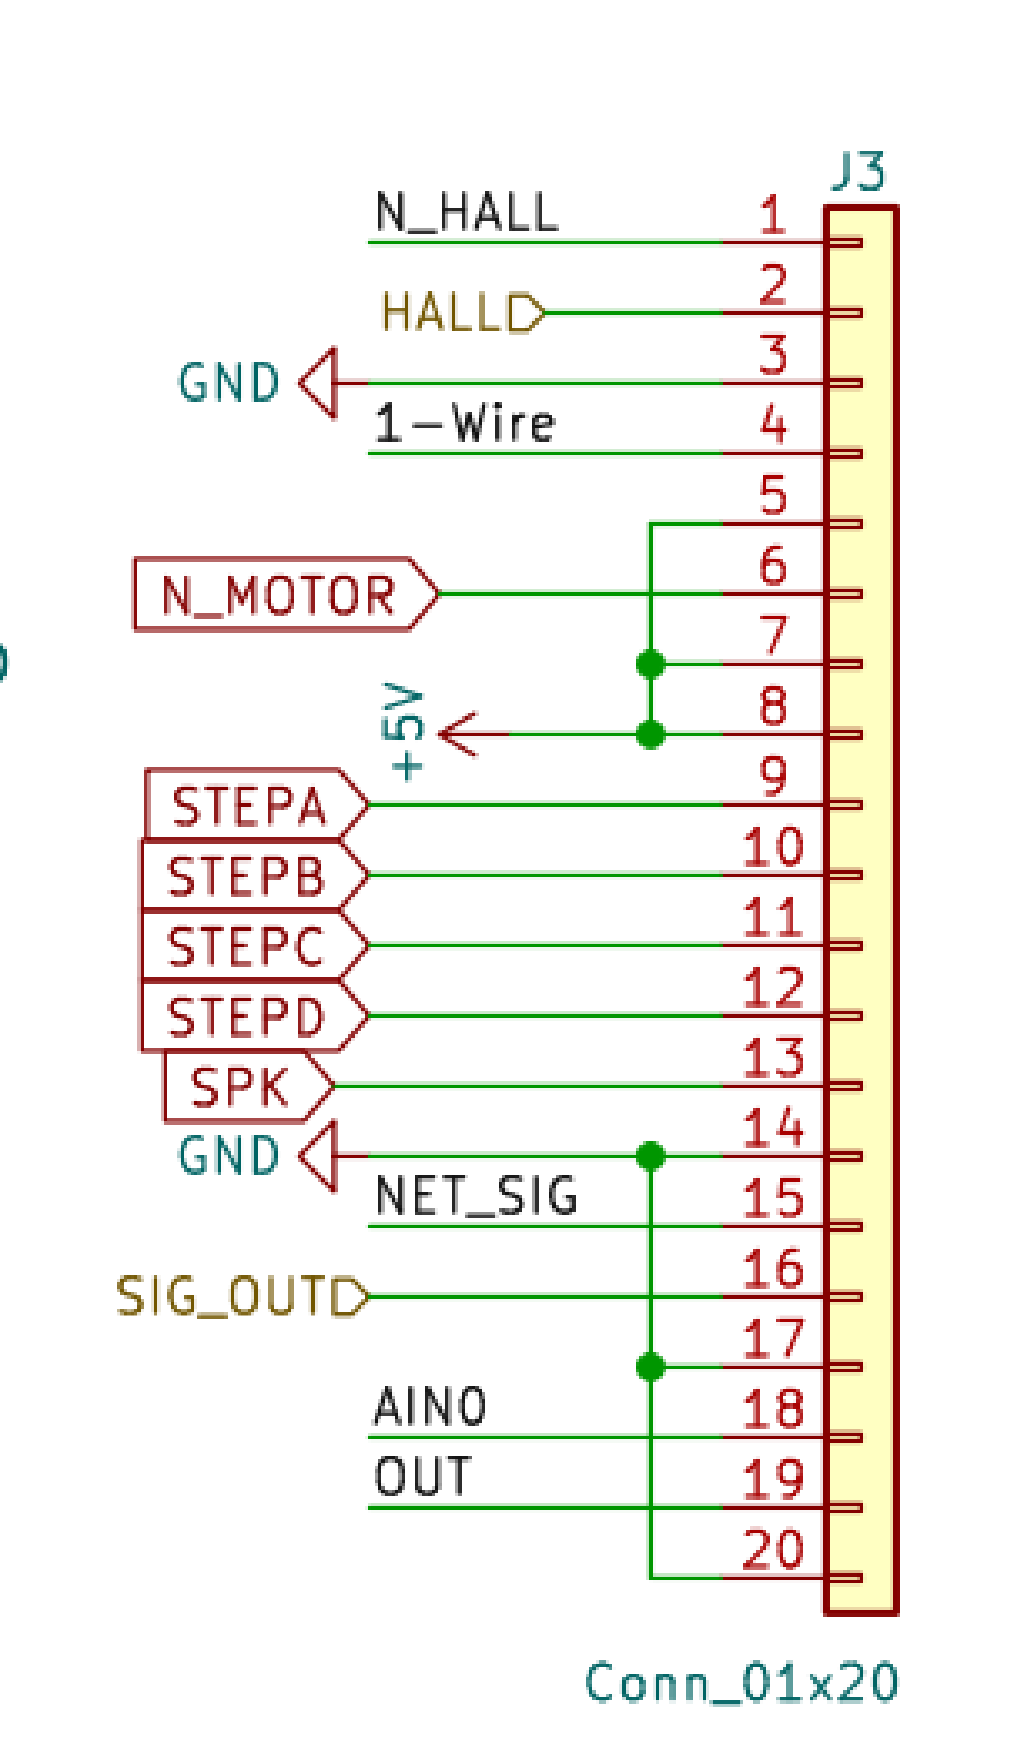 J3
N_HALL 1
HALL 2
GND 3
1-Wire 4
5
N_MOTOR 6
7
+5V 8
STEPA 9
STEPB 10
STEPC 11
STEPD 12
SPK 13
GND 14
NET_SIG 15
SIG_OUT 16
17
AIN0 18
OUT 19
20
Conn_01x20